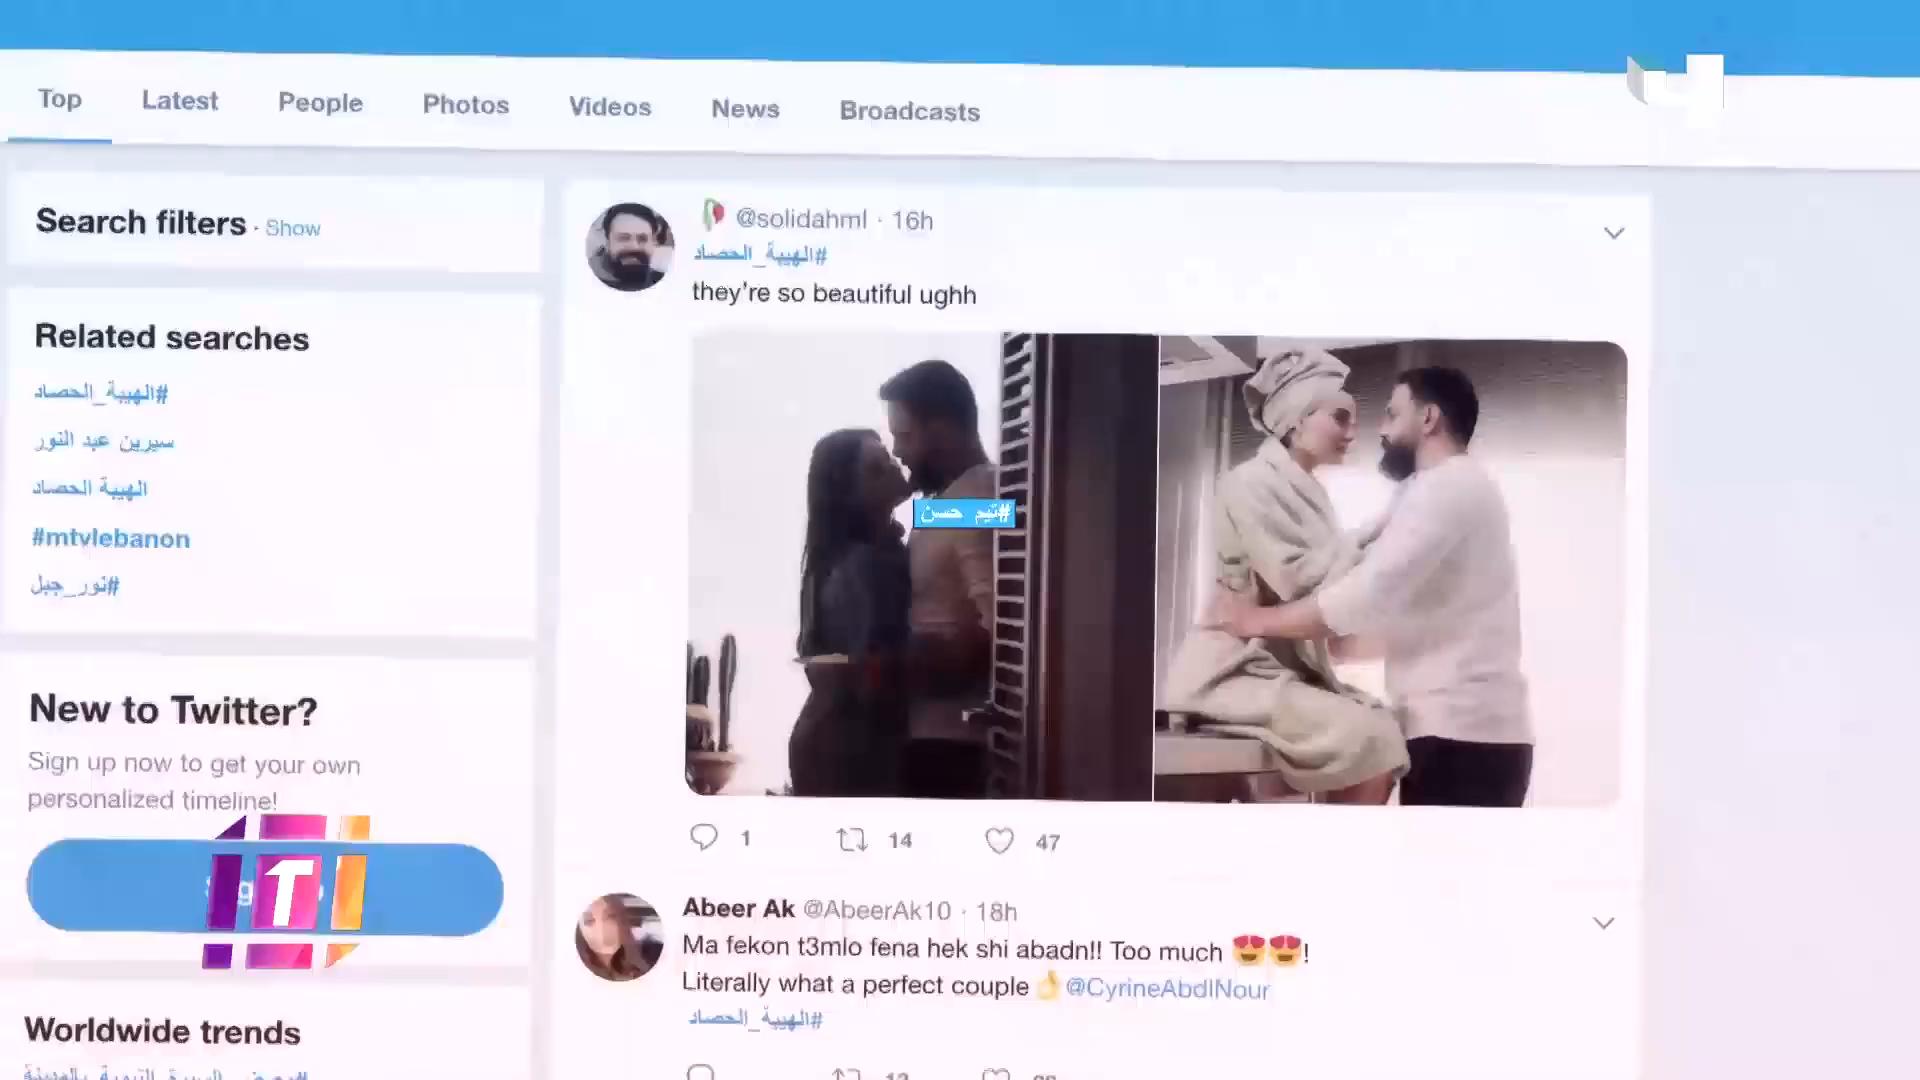 Top Latest People Photos Videos News Broadcasts
Search filters · Show
Related searches
#الهيبة_الحصاد
سيرين عبد النور
الهيبة الحصاد
#mtvlebanon
#نور_جبل
New to Twitter?
Sign up now to get your own
personalized timeline!
T
Worldwide trends
@solidahml · 16h
#الهيبة_الحصاد
they're so beautiful ughh
#تيم حسن
1 14 47
Abeer Ak @AbeerAk10 · 18h
Ma fekon t3mlo fena hek shi abadn!! Too much 😍😍!
Literally what a perfect couple 👌 @CyrineAbdlNour
#الهيبة_الحصاد